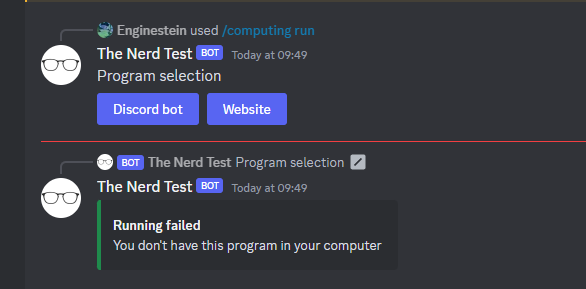 Enginestein used /computing run
The Nerd Test BOT Today at 09:49
Program selection
Discord bot Website
BOT The Nerd Test Program selection
The Nerd Test BOT Today at 09:49
Running failed
You don't have this program in your computer